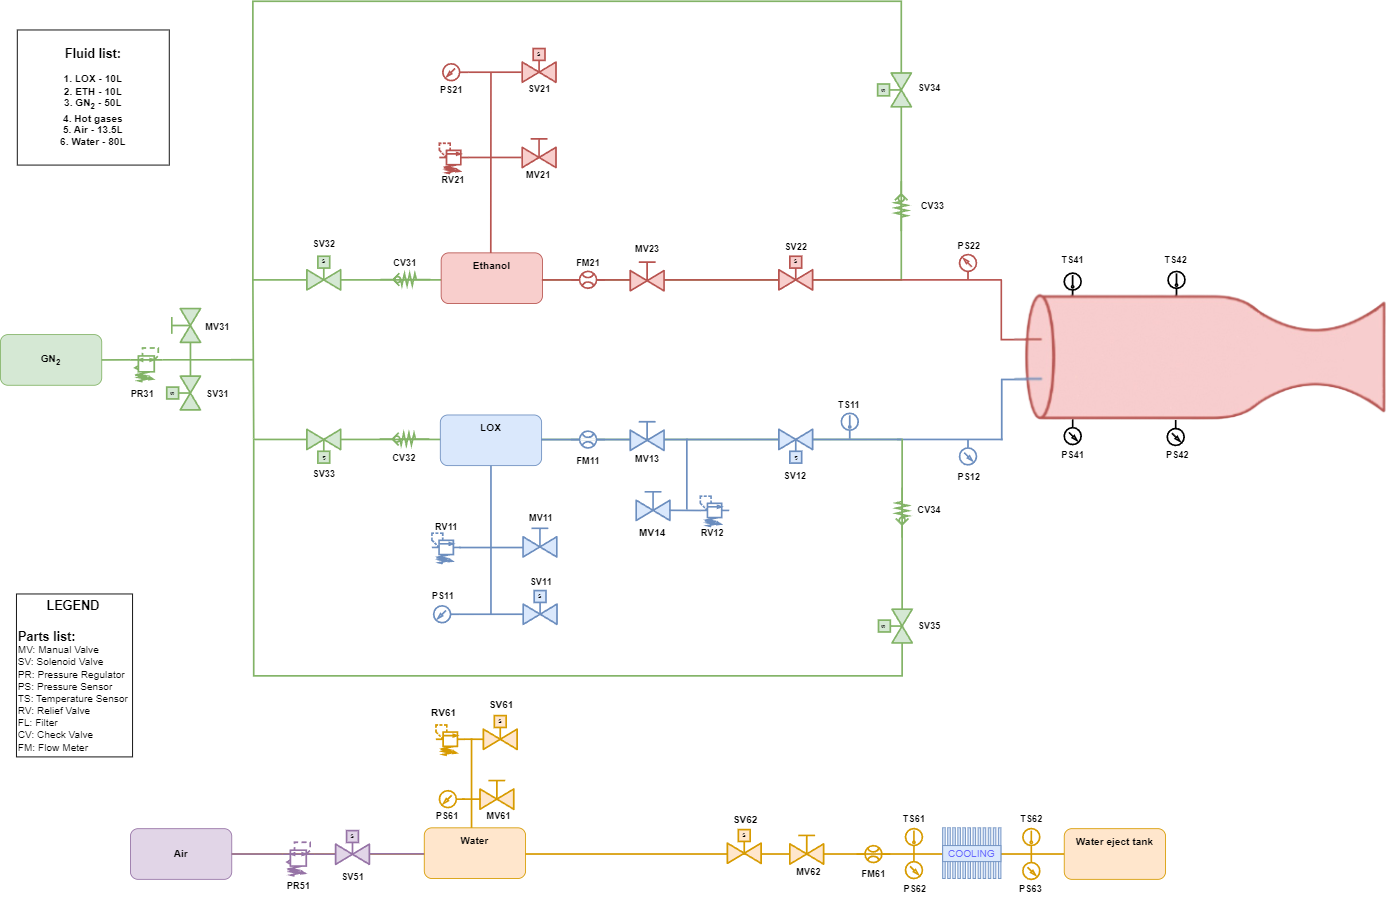 Fluid list:
1. LOX - 10L
2. ETH - 10L
3. GN2 - 50L
4. Hot gases
5. Air - 13.5L
6. Water - 80L
PS21
SV21
RV21
MV21
SV34
CV33
SV32
CV31
Ethanol
FM21
MV23
SV22
PS22
TS41
TS42
GN2
PR31
MV31
SV31
SV33
CV32
LOX
FM11
MV13
SV12
TS11
PS12
PS41
PS42
MV14
RV12
CV34
RV11
MV11
PS11
SV11
SV35
LEGEND
Parts list:
MV: Manual Valve
SV: Solenoid Valve
PR: Pressure Regulator
PS: Pressure Sensor
TS: Temperature Sensor
RV: Relief Valve
FL: Filter
CV: Check Valve
FM: Flow Meter
RV61
SV61
PS61
MV61
Air
PR51
SV51
Water
SV62
MV62
FM61
TS61
PS62
COOLING
TS62
PS63
Water eject tank